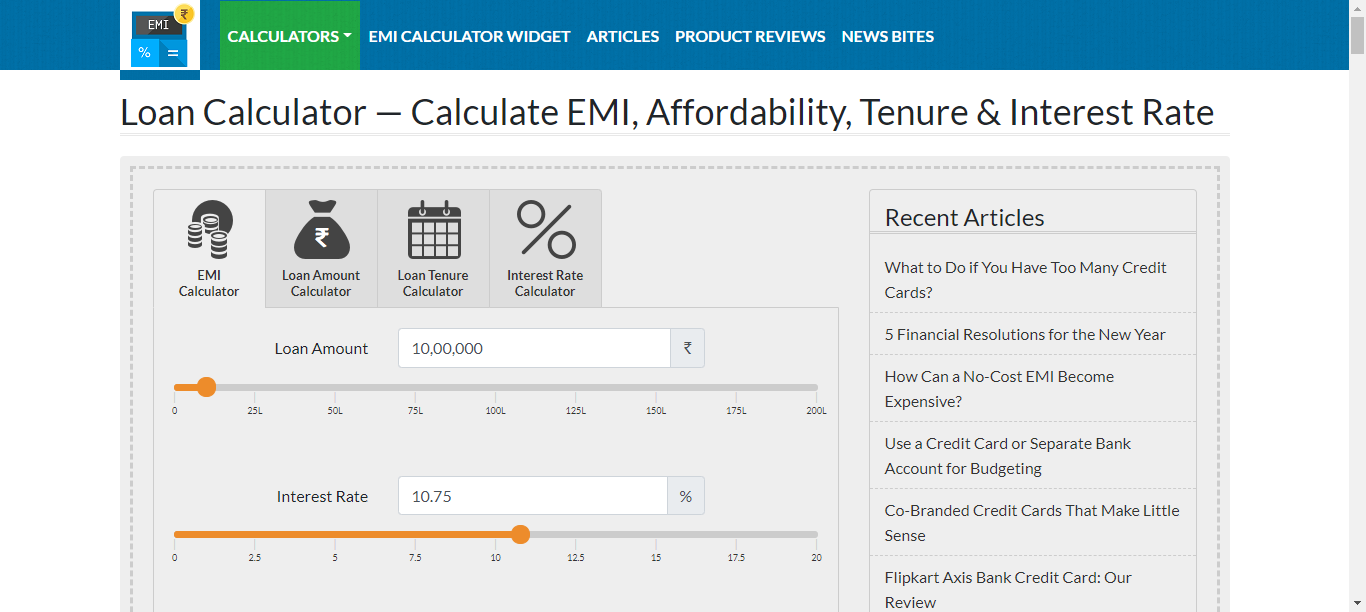 EMI
₹
%
=
CALCULATORS
EMI CALCULATOR WIDGET
ARTICLES
PRODUCT REVIEWS
NEWS BITES
Loan Calculator — Calculate EMI, Affordability, Tenure & Interest Rate
EMI
Calculator
₹
Loan Amount
Calculator
Loan Tenure
Calculator
Interest Rate
Calculator
Loan Amount
10,00,000
₹
0 25L 50L 75L 100L 125L 150L 175L 200L
Interest Rate
10.75
%
0 2.5 5 7.5 10 12.5 15 17.5 20
Recent Articles
What to Do if You Have Too Many Credit
Cards?
5 Financial Resolutions for the New Year
How Can a No-Cost EMI Become
Expensive?
Use a Credit Card or Separate Bank
Account for Budgeting
Co-Branded Credit Cards That Make Little
Sense
Flipkart Axis Bank Credit Card: Our
Review